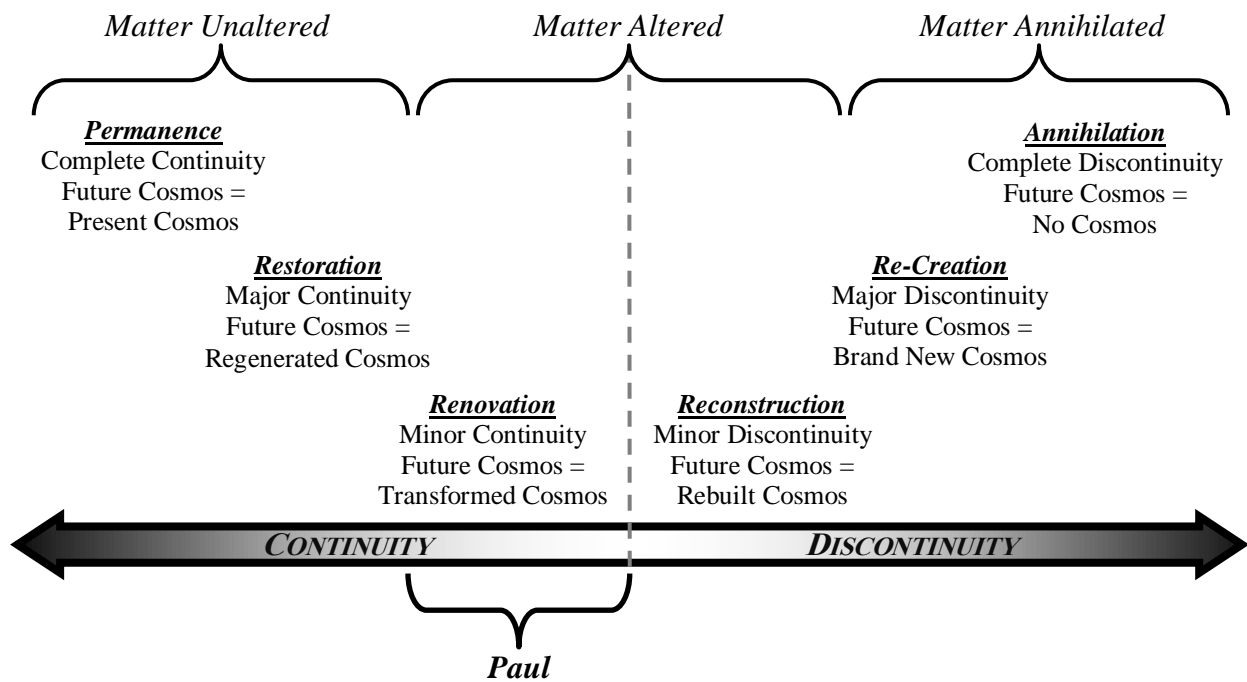 Matter Unaltered
Matter Altered
Matter Annihilated
Permanence
Complete Continuity
Future Cosmos =
Present Cosmos
Annihilation
Complete Discontinuity
Future Cosmos =
No Cosmos
Restoration
Major Continuity
Future Cosmos =
Regenerated Cosmos
Re-Creation
Major Discontinuity
Future Cosmos =
Brand New Cosmos
Renovation
Minor Continuity
Future Cosmos =
Transformed Cosmos
Reconstruction
Minor Discontinuity
Future Cosmos =
Rebuilt Cosmos
CONTINUITY
DISCONTINUITY
Paul